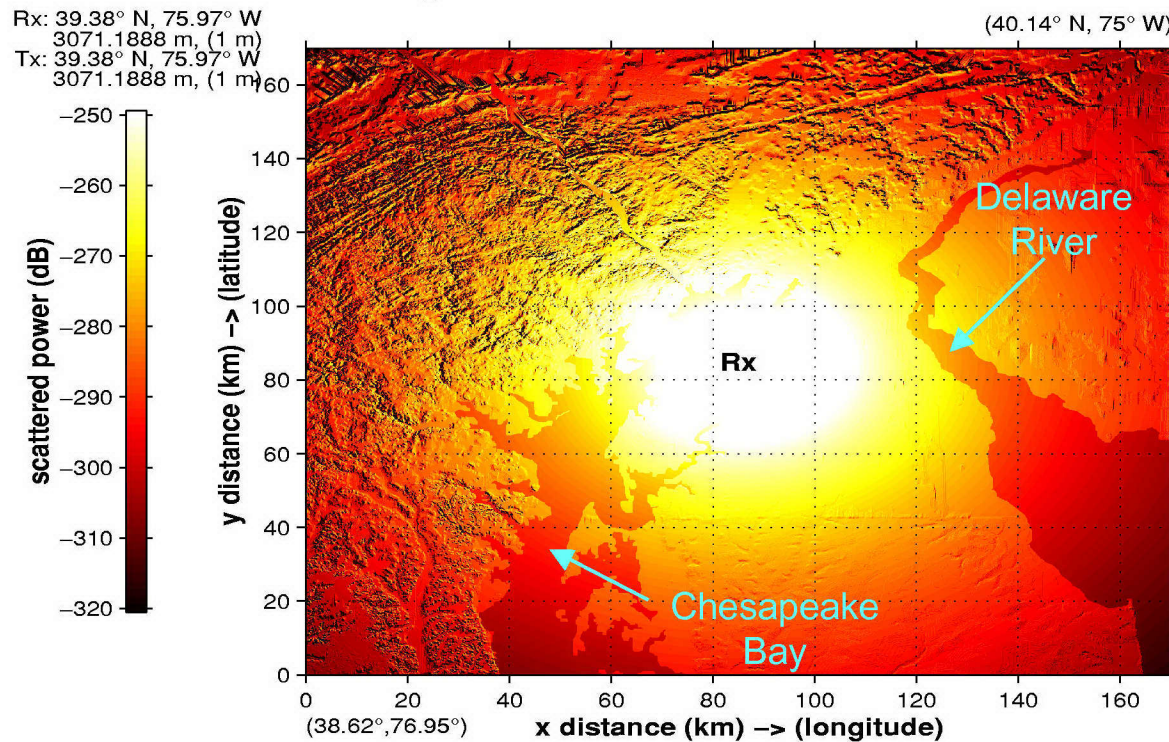 Rx: 39.38° N, 75.97° W
3071.1888 m, (1 m)
Tx: 39.38° N, 75.97° W
3071.1888 m, (1 m)
(40.14° N, 75° W)
−250
−260
−270
−280
−290
−300
−310
−320
scattered power (dB)
y distance (km) −> (latitude)
160
140
120
100
80
60
40
20
0
Delaware
River
Rx
Chesapeake
Bay
0 20 40 60 80 100 120 140 160
(38.62°,76.95°)
x distance (km) −> (longitude)